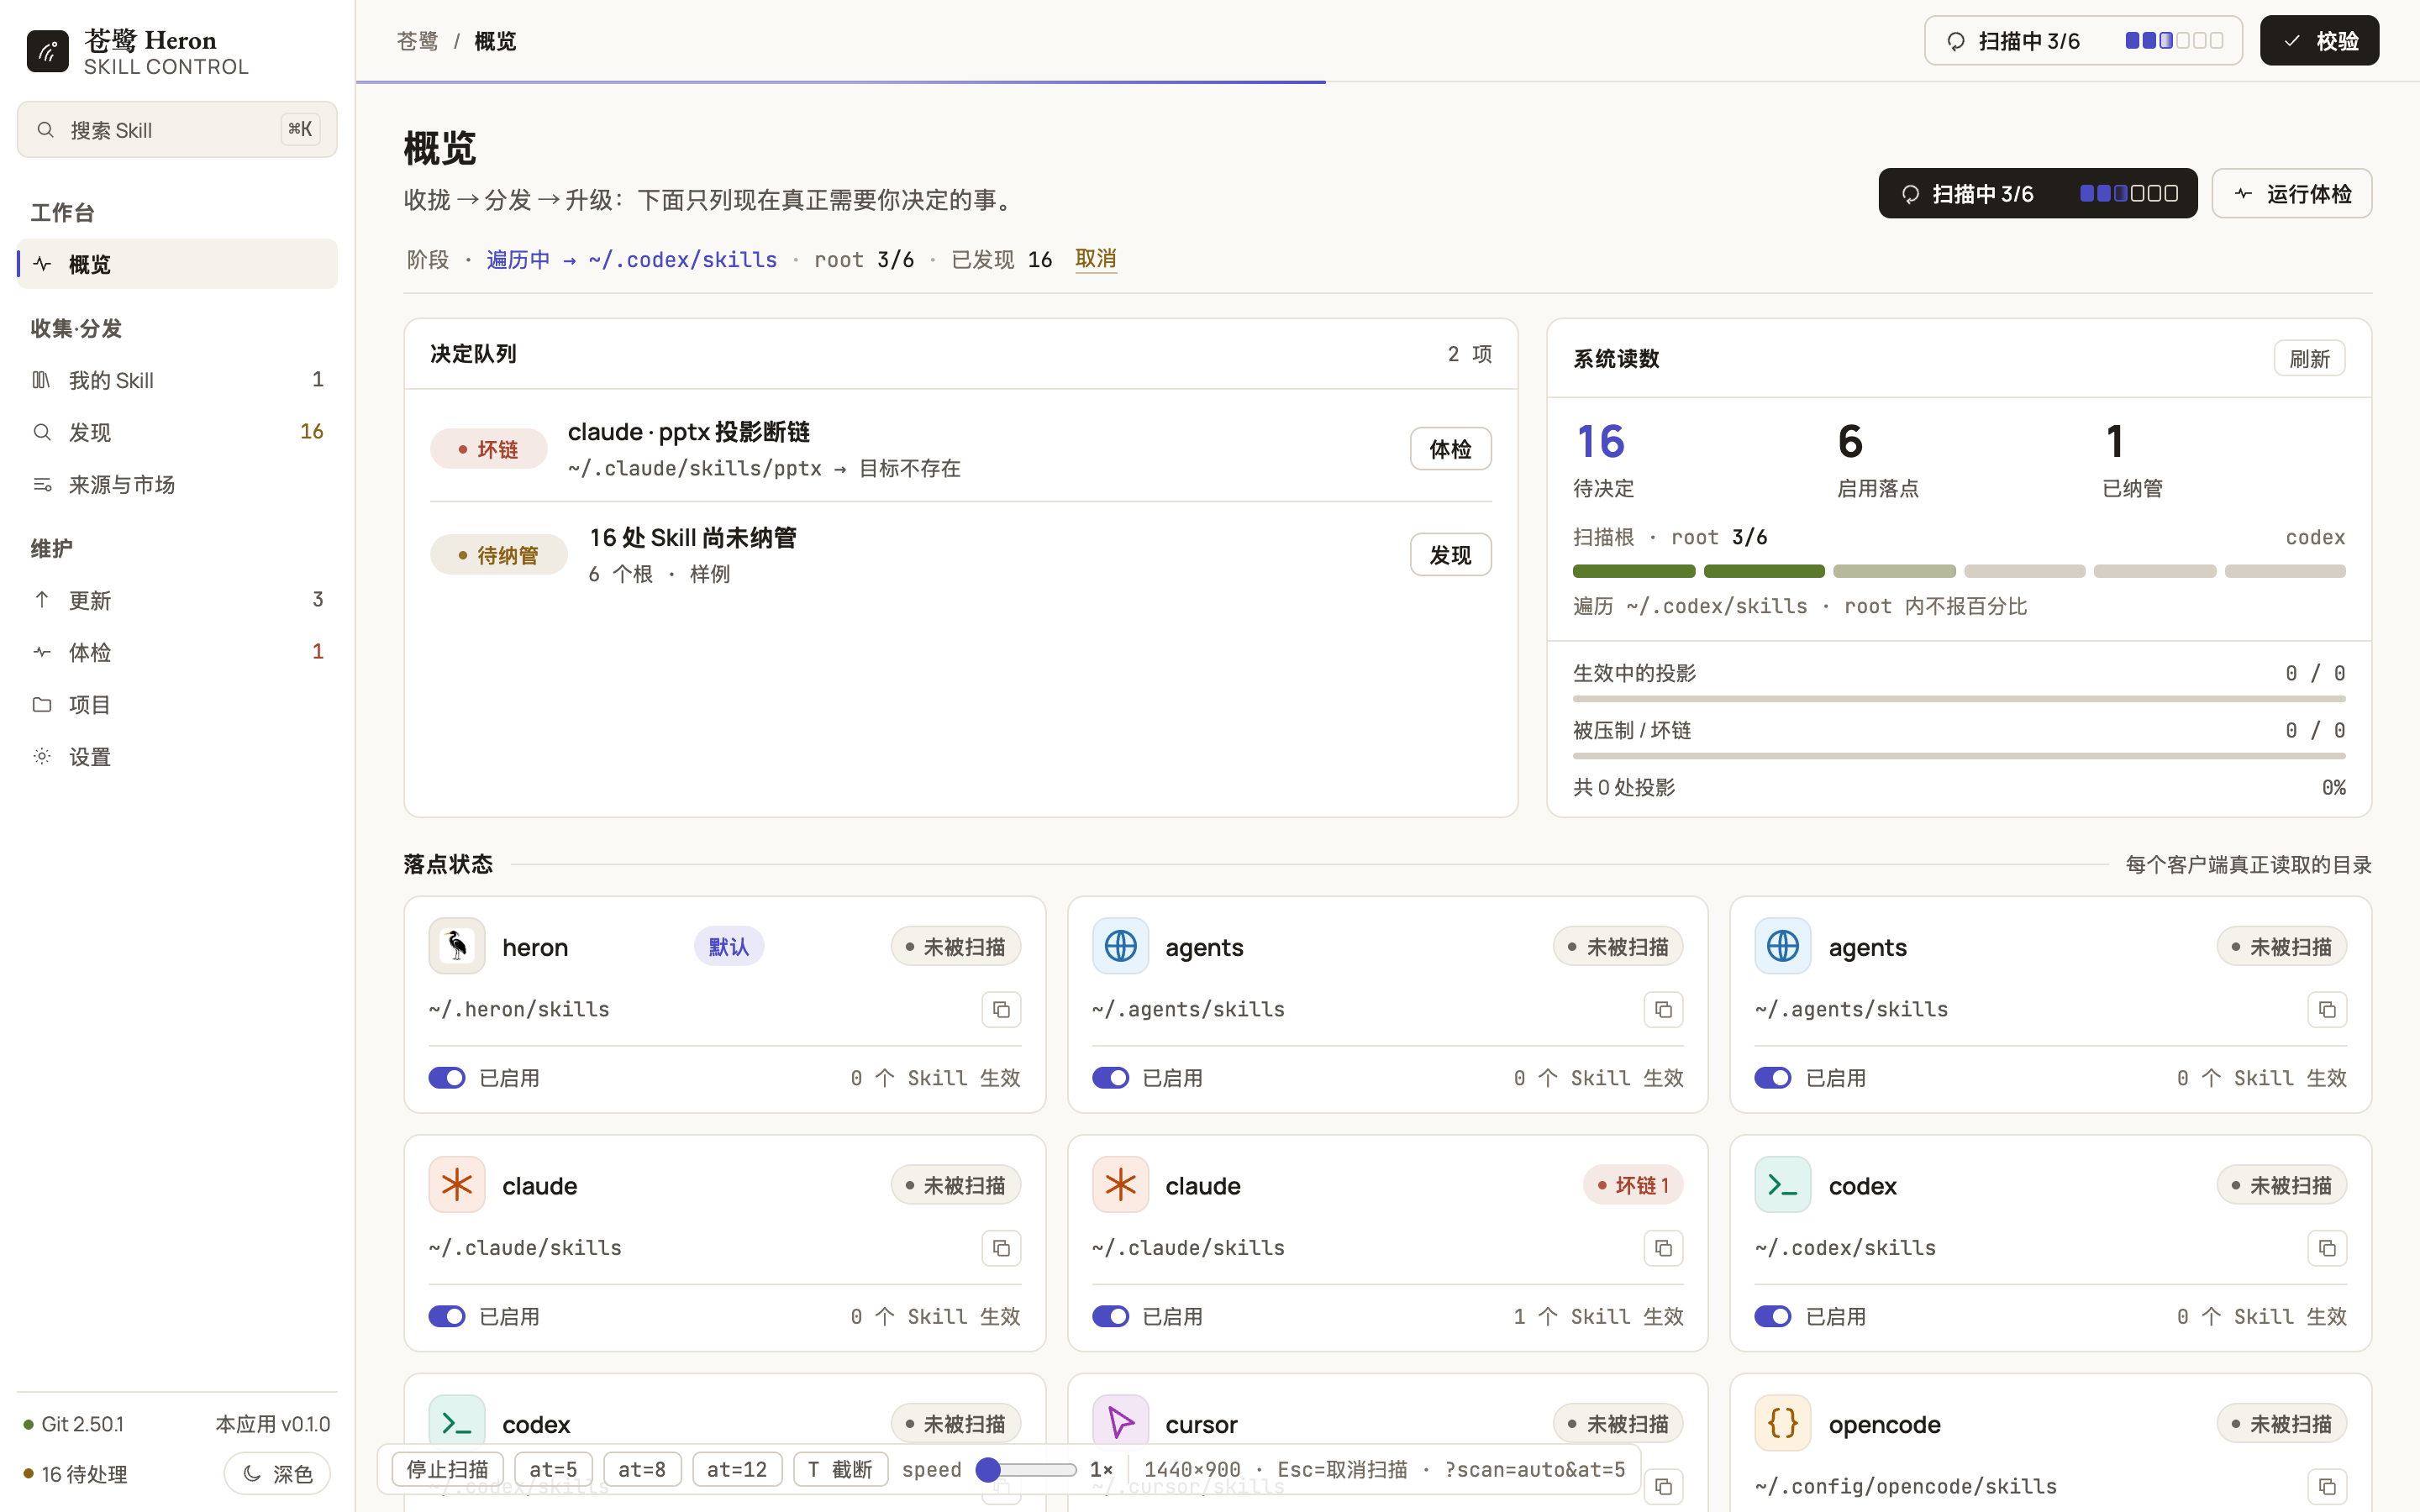 苍鹭 Heron
SKILL CONTROL
搜索 Skill ⌘K
工作台
概览
收集·分发
我的 Skill 1
发现 16
来源与市场
维护
更新 3
体检 1
项目
设置
Git 2.50.1 本应用 v0.1.0
16 待处理 深色
苍鹭 / 概览
扫描中 3/6
校验
概览
收拢→分发→升级：下面只列现在真正需要你决定的事。
扫描中 3/6
运行体检
阶段 · 遍历中 → ~/.codex/skills · root 3/6 · 已发现 16 取消
决定队列 2 项
坏链
claude · pptx 投影断链
~/.claude/skills/pptx → 目标不存在
体检
待纳管
16 处 Skill 尚未纳管
6 个根 · 样例
发现
系统读数 刷新
16 6 1
待决定 启用落点 已纳管
扫描根 · root 3/6 codex
遍历 ~/.codex/skills · root 内不报百分比
生效中的投影 0 / 0
被压制 / 坏链 0 / 0
共 0 处投影 0%
落点状态 每个客户端真正读取的目录
heron 默认 未被扫描
~/.heron/skills
已启用 0 个 Skill 生效
agents 未被扫描
~/.agents/skills
已启用 0 个 Skill 生效
agents 未被扫描
~/.agents/skills
已启用 0 个 Skill 生效
claude 未被扫描
~/.claude/skills
已启用 0 个 Skill 生效
claude 坏链 1
~/.claude/skills
已启用 1 个 Skill 生效
codex 未被扫描
~/.codex/skills
已启用 0 个 Skill 生效
codex 未被扫描
~/.codex/skills
cursor 未被扫描
~/.cursor/skills
opencode 未被扫描
~/.config/opencode/skills
停止扫描 at=5 at=8 at=12 T 截断 speed 1× 1440×900 · Esc=取消扫描 · ?scan=auto&at=5